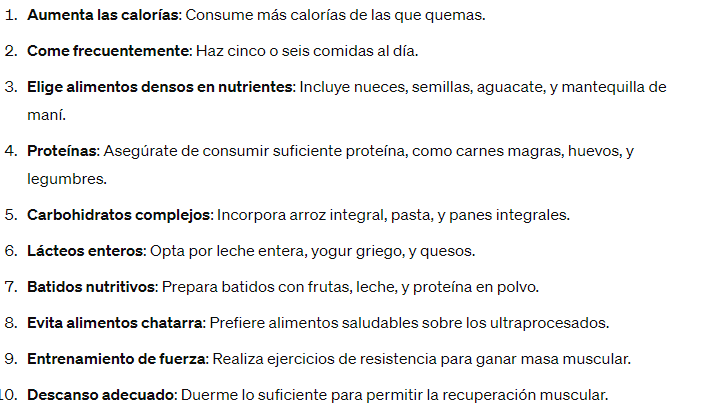 1. Aumenta las calorías: Consume más calorías de las que quemas.
2. Come frecuentemente: Haz cinco o seis comidas al día.
3. Elige alimentos densos en nutrientes: Incluye nueces, semillas, aguacate, y mantequilla de
maní.
4. Proteínas: Asegúrate de consumir suficiente proteína, como carnes magras, huevos, y
legumbres.
5. Carbohidratos complejos: Incorpora arroz integral, pasta, y panes integrales.
6. Lácteos enteros: Opta por leche entera, yogur griego, y quesos.
7. Batidos nutritivos: Prepara batidos con frutas, leche, y proteína en polvo.
8. Evita alimentos chatarra: Prefiere alimentos saludables sobre los ultraprocesados.
9. Entrenamiento de fuerza: Realiza ejercicios de resistencia para ganar masa muscular.
10. Descanso adecuado: Duerme lo suficiente para permitir la recuperación muscular.